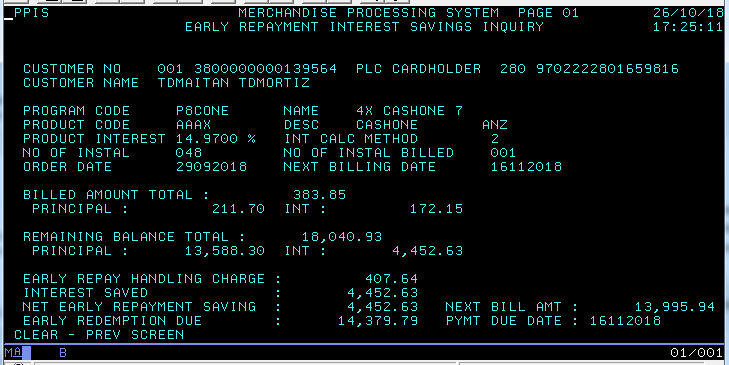 PPIS MERCHANDISE PROCESSING SYSTEM PAGE 01 26/10/18
EARLY REPAYMENT INTEREST SAVINGS INQUIRY 17:25:11
CUSTOMER NO 001 3800000000139564 PLC CARDHOLDER 280 9702222801659816
CUSTOMER NAME TDMAITAN TDMORTIZ
PROGRAM CODE P8CONE NAME 4X CASHONE 7
PRODUCT CODE AAAX DESC CASHONE ANZ
PRODUCT INTEREST 14.9700 % INT CALC METHOD 2
NO OF INSTAL 048 NO OF INSTAL BILLED 001
ORDER DATE 29092018 NEXT BILLING DATE 16112018
BILLED AMOUNT TOTAL : 383.85
PRINCIPAL : 211.70 INT : 172.15
REMAINING BALANCE TOTAL : 18,040.93
PRINCIPAL : 13,588.30 INT : 4,452.63
EARLY REPAY HANDLING CHARGE : 407.64
INTEREST SAVED : 4,452.63
NET EARLY REPAYMENT SAVING : 4,452.63 NEXT BILL AMT : 13,995.94
EARLY REDEMPTION DUE : 14,379.79 PYMT DUE DATE : 16112018
CLEAR - PREV SCREEN
MA B 01/001